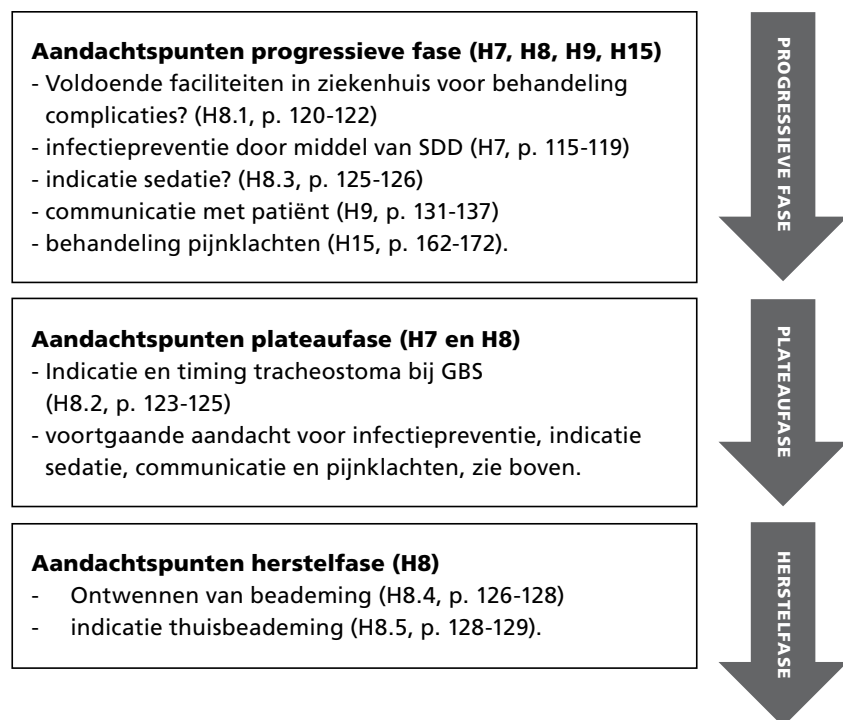 Aandachtspunten progressieve fase (H7, H8, H9, H15)
- Voldoende faciliteiten in ziekenhuis voor behandeling
complicaties? (H8.1, p. 120-122)
- infectiepreventie door middel van SDD (H7, p. 115-119)
- indicatie sedatie? (H8.3, p. 125-126)
- communicatie met patiënt (H9, p. 131-137)
- behandeling pijnklachten (H15, p. 162-172).
PROGRESSIEVE FASE
Aandachtspunten plateaufase (H7 en H8)
- Indicatie en timing tracheostoma bij GBS
(H8.2, p. 123-125)
- voortgaande aandacht voor infectiepreventie, indicatie
sedatie, communicatie en pijnklachten, zie boven.
PLATEAUFASE
Aandachtspunten herstelfase (H8)
- Ontwennen van beademing (H8.4, p. 126-128)
- indicatie thuisbeademing (H8.5, p. 128-129).
HERSTELFASE